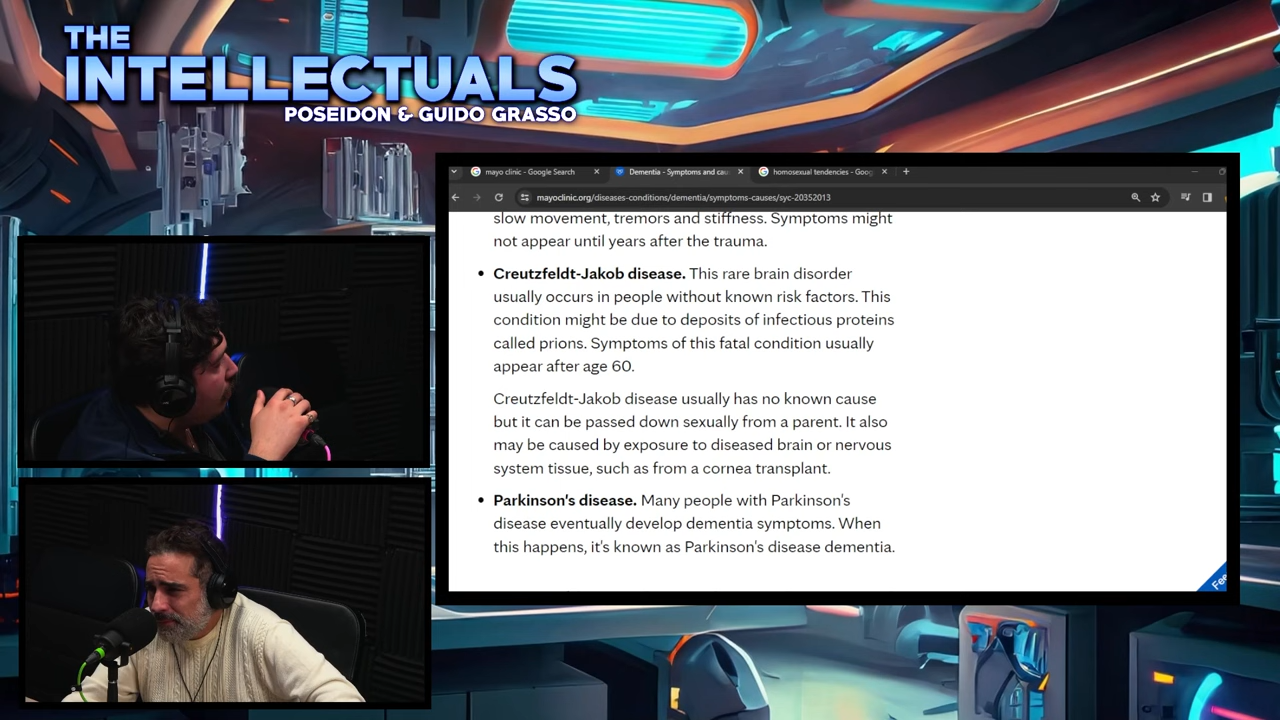 THE
INTELLECTUALS
POSEIDON & GUIDO GRASSO
mayo clinic - Google Search
Dementia - Symptoms and cau
homosexual tendencies - Goog
mayoclinic.org/diseases-conditions/dementia/symptoms-causes/syc-20352013
slow movement, tremors and stiffness. Symptoms might
not appear until years after the trauma.
• Creutzfeldt-Jakob disease. This rare brain disorder
usually occurs in people without known risk factors. This
condition might be due to deposits of infectious proteins
called prions. Symptoms of this fatal condition usually
appear after age 60.
Creutzfeldt-Jakob disease usually has no known cause
but it can be passed down sexually from a parent. It also
may be caused by exposure to diseased brain or nervous
system tissue, such as from a cornea transplant.
• Parkinson's disease. Many people with Parkinson's
disease eventually develop dementia symptoms. When
this happens, it's known as Parkinson's disease dementia.
Fee